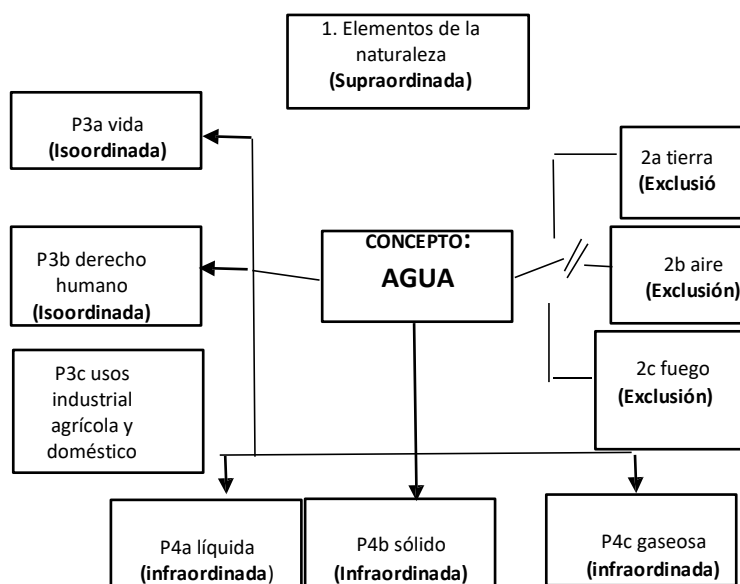 1. Elementos de la
naturaleza
(Supraordinada)
P3a vida
(Isoordinada)
2a tierra
(Exclusió
P3b derecho
humano
(Isoordinada)
CONCEPTO:
AGUA
2b aire
(Exclusión)
P3c usos
industrial
agrícola y
doméstico
2c fuego
(Exclusión)
P4a líquida
(infraordinada)
P4b sólido
(Infraordinada)
P4c gaseosa
(infraordinada)